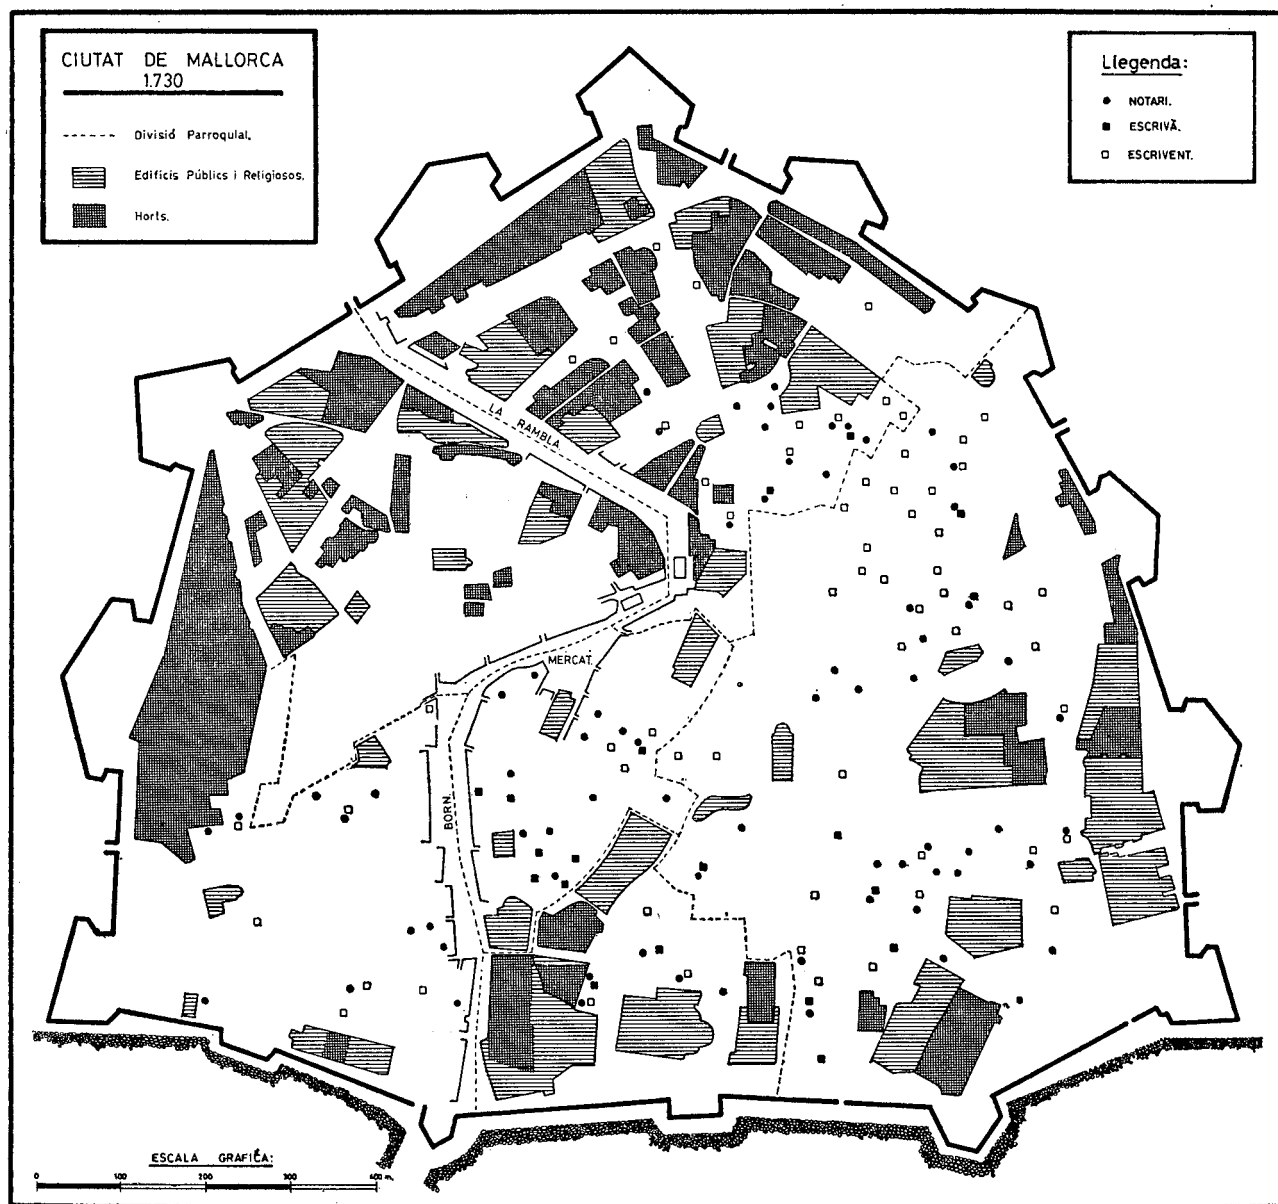 CIUTAT DE MALLORCA
1.730
Divisió Parroquial.
Edificis Públics i Religiosos.
Horts.
Llegenda:
NOTARI.
ESCRIVÀ.
ESCRIVENT.
LA RAMBLA
MERCAT.
BORN.
ESCALA GRAFICA:
0 100 200 300 400